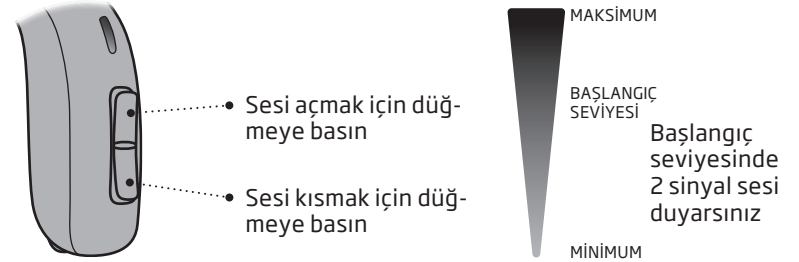 Sesi açmak için düğ-
meye basın
Sesi kısmak için düğ-
meye basın
MAKSİMUM
BAŞLANGIÇ
SEVİYESİ
Başlangıç
seviyesinde
2 sinyal sesi
duyarsınız
MİNİMUM